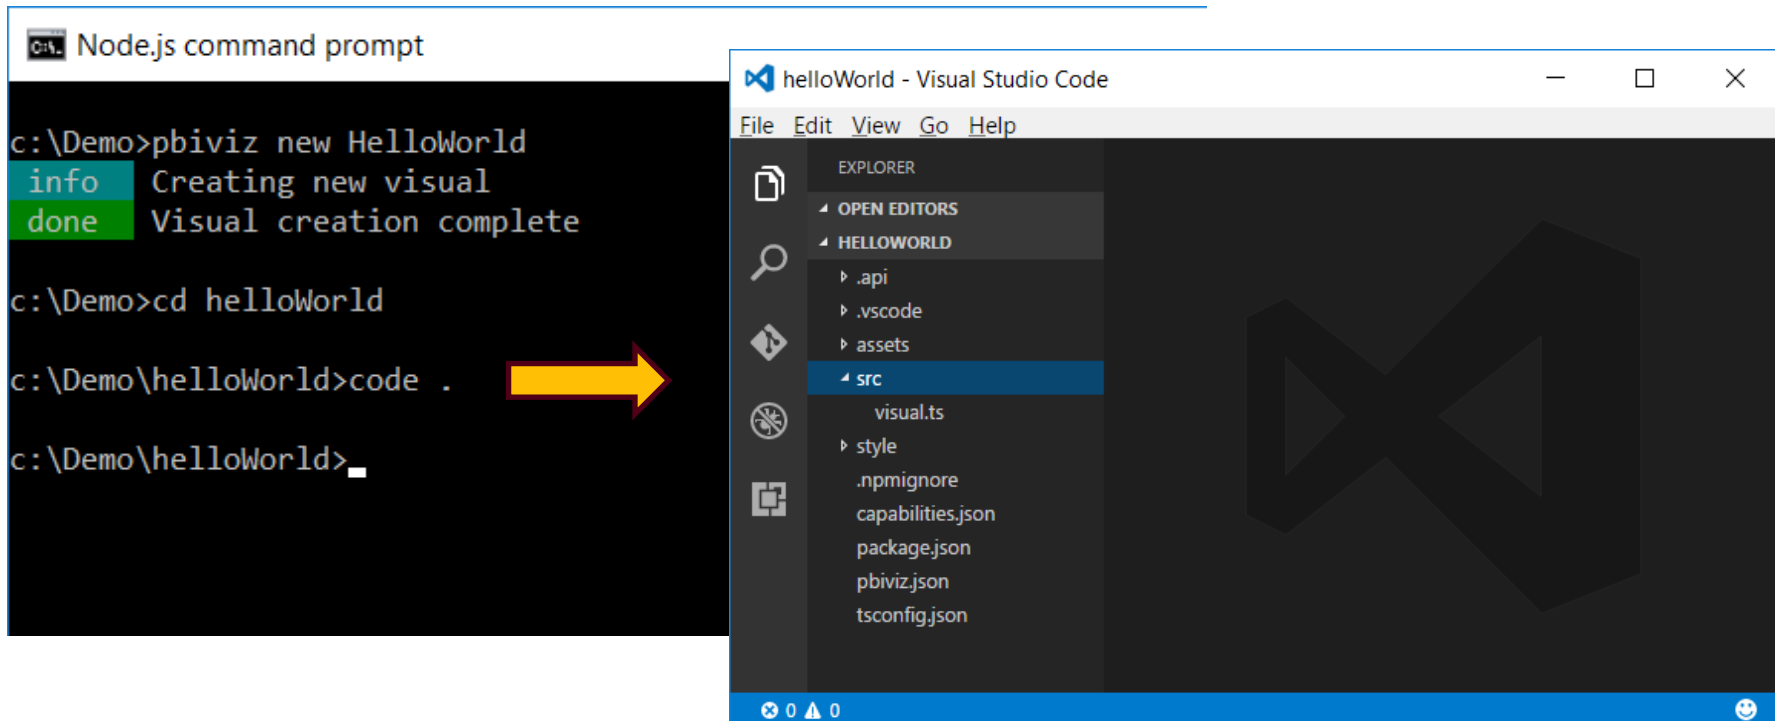 Node.js command prompt
c:\Demo>pbiviz new HelloWorld
info Creating new visual
done Visual creation complete
c:\Demo>cd helloWorld
c:\Demo\helloWorld>code .
c:\Demo\helloWorld>
helloWorld - Visual Studio Code
File Edit View Go Help
EXPLORER
OPEN EDITORS
HELLOWORLD
.api
.vscode
assets
src
visual.ts
style
.npmignore
capabilities.json
package.json
pbiviz.json
tsconfig.json
0 0